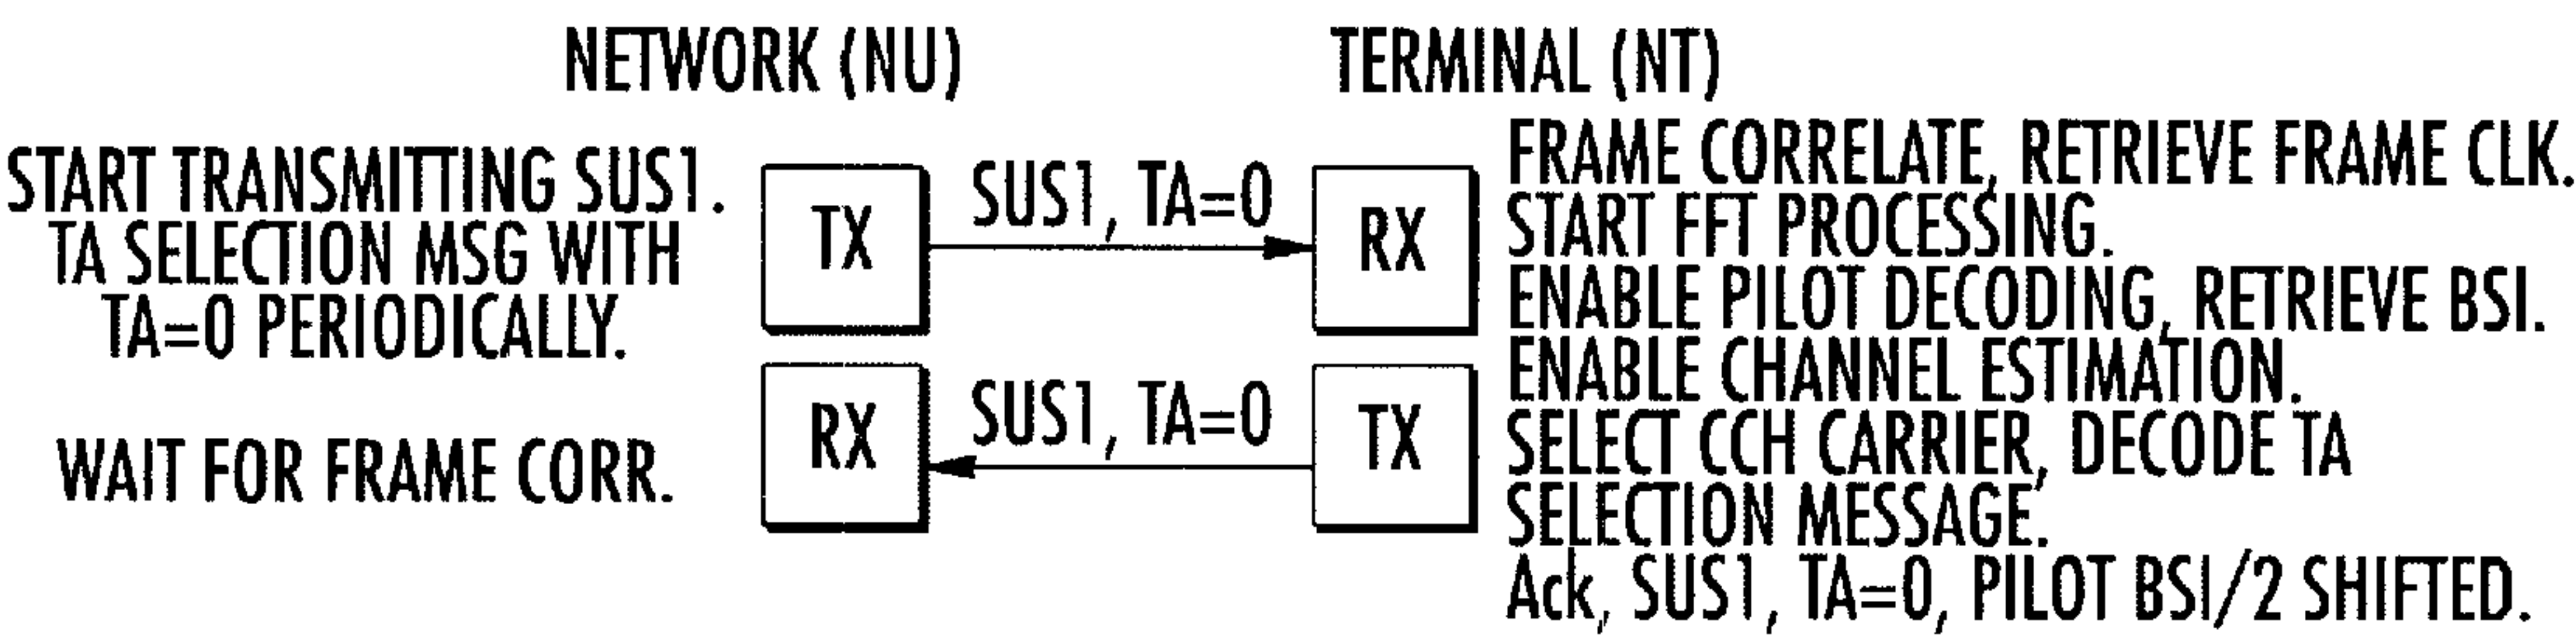 NETWORK (NU)
TERMINAL (NT)
START TRANSMITTING SUS1.
TA SELECTION MSG WITH
TA=0 PERIODICALLY.
TX
SUS1, TA=0
RX
FRAME CORRELATE, RETRIEVE FRAME CLK.
START FFT PROCESSING.
ENABLE PILOT DECODING, RETRIEVE BSI.
ENABLE CHANNEL ESTIMATION.
WAIT FOR FRAME CORR.
RX
SUS1, TA=0
TX
SELECT CCH CARRIER, DECODE TA
SELECTION MESSAGE.
Ack, SUS1, TA=0, PILOT BSI/2 SHIFTED.